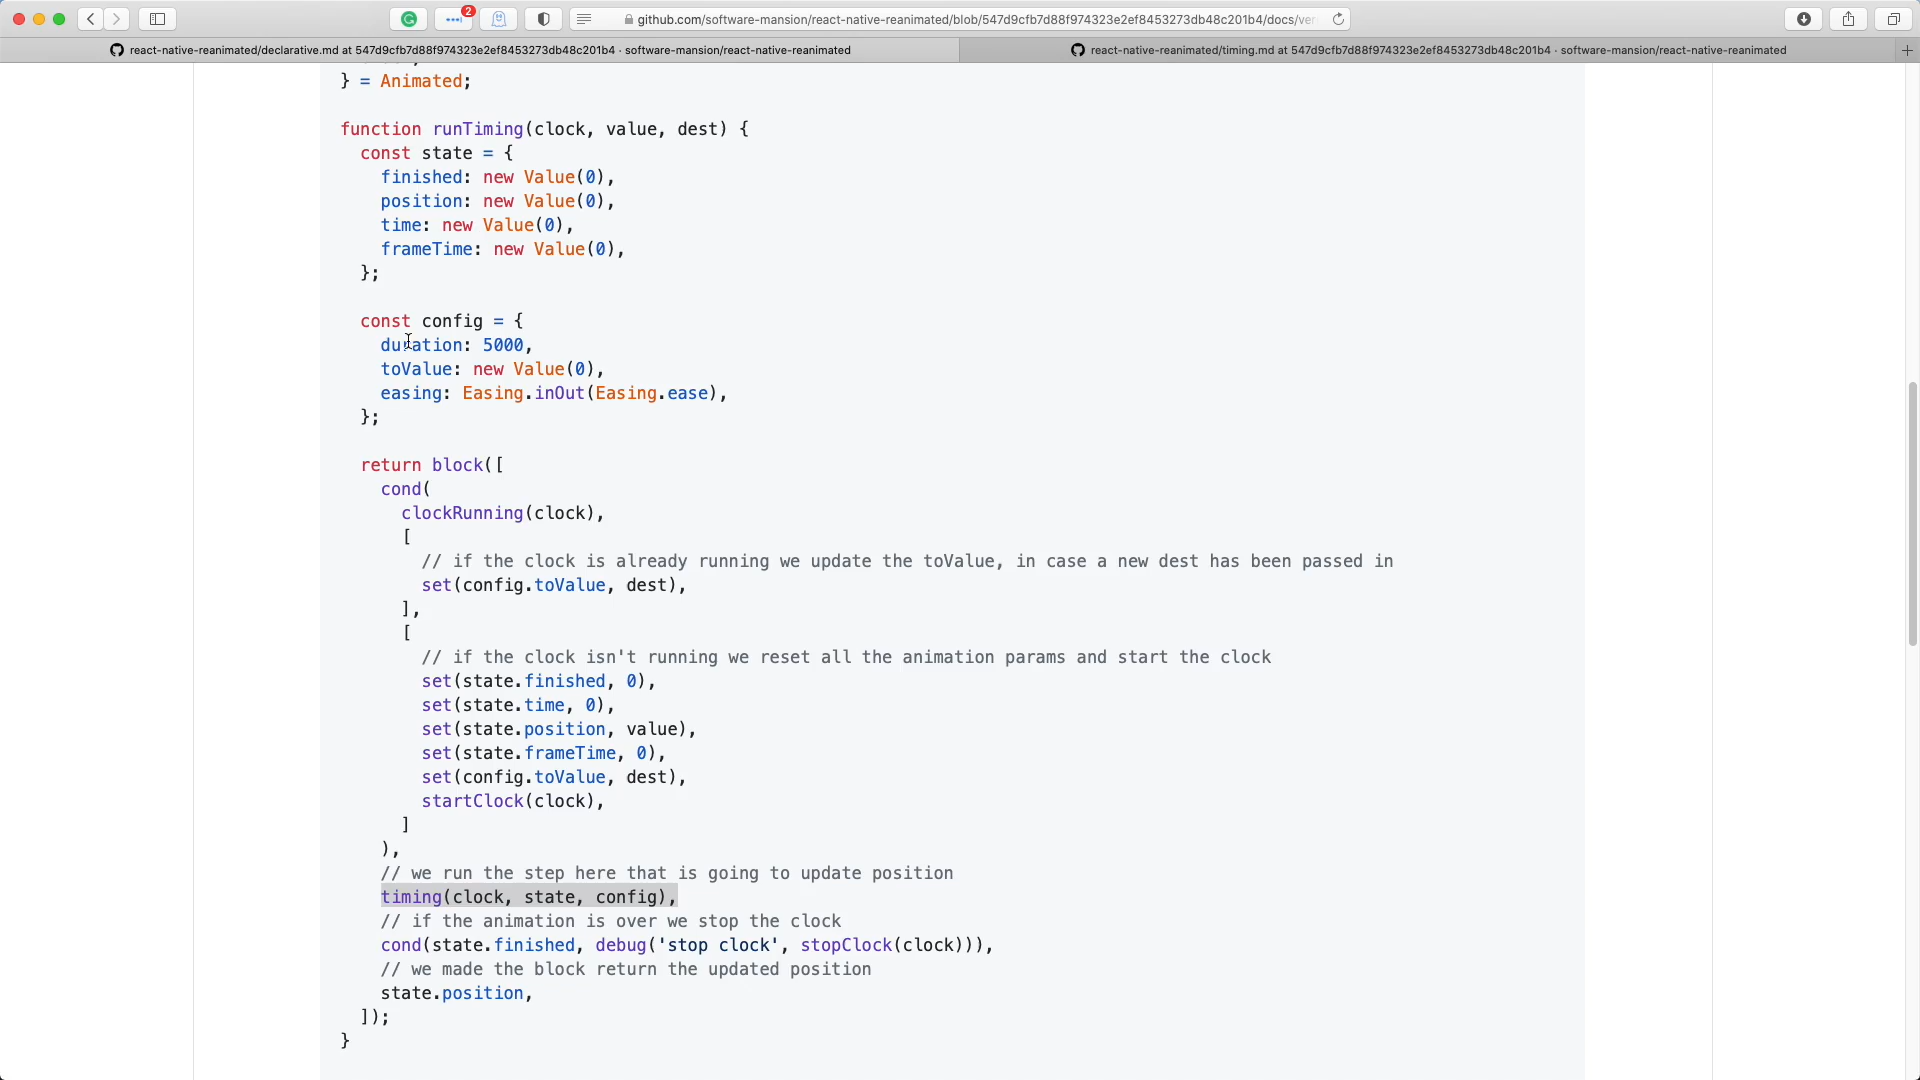 2
github.com/software-mansion/react-native-reanimated/blob/547d9cfb7d88f974323e2ef8453273db48c201b4/docs/ver
react-native-reanimated/declarative.md at 547d9cfb7d88f974323e2ef8453273db48c201b4 · software-mansion/react-native-reanimated
react-native-reanimated/timing.md at 547d9cfb7d88f974323e2ef8453273db48c201b4 · software-mansion/react-native-reanimated
} = Animated;
function runTiming(clock, value, dest) {
const state = {
finished: new Value(0),
position: new Value(0),
time: new Value(0),
frameTime: new Value(0),
};
const config = {
duration: 5000,
toValue: new Value(0),
easing: Easing.inOut(Easing.ease),
};
return block([
cond(
clockRunning(clock),
[
// if the clock is already running we update the toValue, in case a new dest has been passed in
set(config.toValue, dest),
],
[
// if the clock isn't running we reset all the animation params and start the clock
set(state.finished, 0),
set(state.time, 0),
set(state.position, value),
set(state.frameTime, 0),
set(config.toValue, dest),
startClock(clock),
]
),
// we run the step here that is going to update position
timing(clock, state, config),
// if the animation is over we stop the clock
cond(state.finished, debug('stop clock', stopClock(clock))),
// we made the block return the updated position
state.position,
]);
}